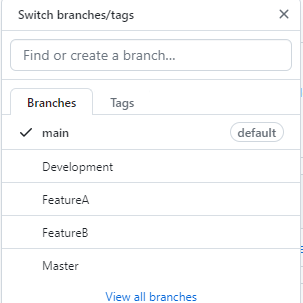 Switch branches/tags
Find or create a branch...
Branches Tags
main default
Development
FeatureA
FeatureB
Master
View all branches